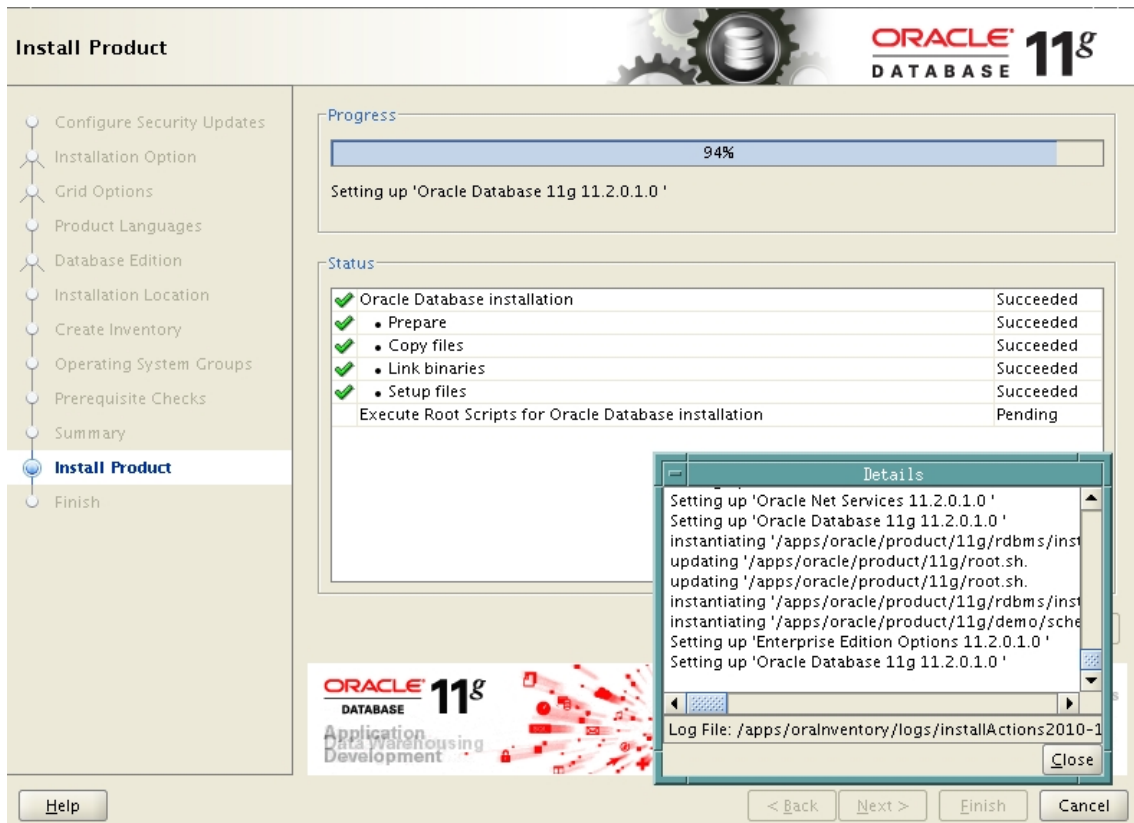 Install Product
ORACLE 11g
DATABASE
Configure Security Updates
Installation Option
Grid Options
Product Languages
Database Edition
Installation Location
Create Inventory
Operating System Groups
Prerequisite Checks
Summary
Install Product
Finish
Progress
94%
Setting up 'Oracle Database 11g 11.2.0.1.0 '
Status
Oracle Database installation Succeeded
• Prepare Succeeded
• Copy files Succeeded
• Link binaries Succeeded
• Setup files Succeeded
Execute Root Scripts for Oracle Database installation Pending
Details
Setting up 'Oracle Net Services 11.2.0.1.0 '
Setting up 'Oracle Database 11g 11.2.0.1.0 '
instantiating '/apps/oracle/product/11g/rdbms/inst
updating '/apps/oracle/product/11g/root.sh.
updating '/apps/oracle/product/11g/root.sh.
instantiating '/apps/oracle/product/11g/rdbms/inst
instantiating '/apps/oracle/product/11g/demo/sche
Setting up 'Enterprise Edition Options 11.2.0.1.0 '
Setting up 'Oracle Database 11g 11.2.0.1.0 '
Log File: /apps/oraInventory/logs/installActions2010-1
Close
ORACLE 11g
DATABASE
Application
Data Warehousing
Development
Help
< Back
Next >
Finish
Cancel